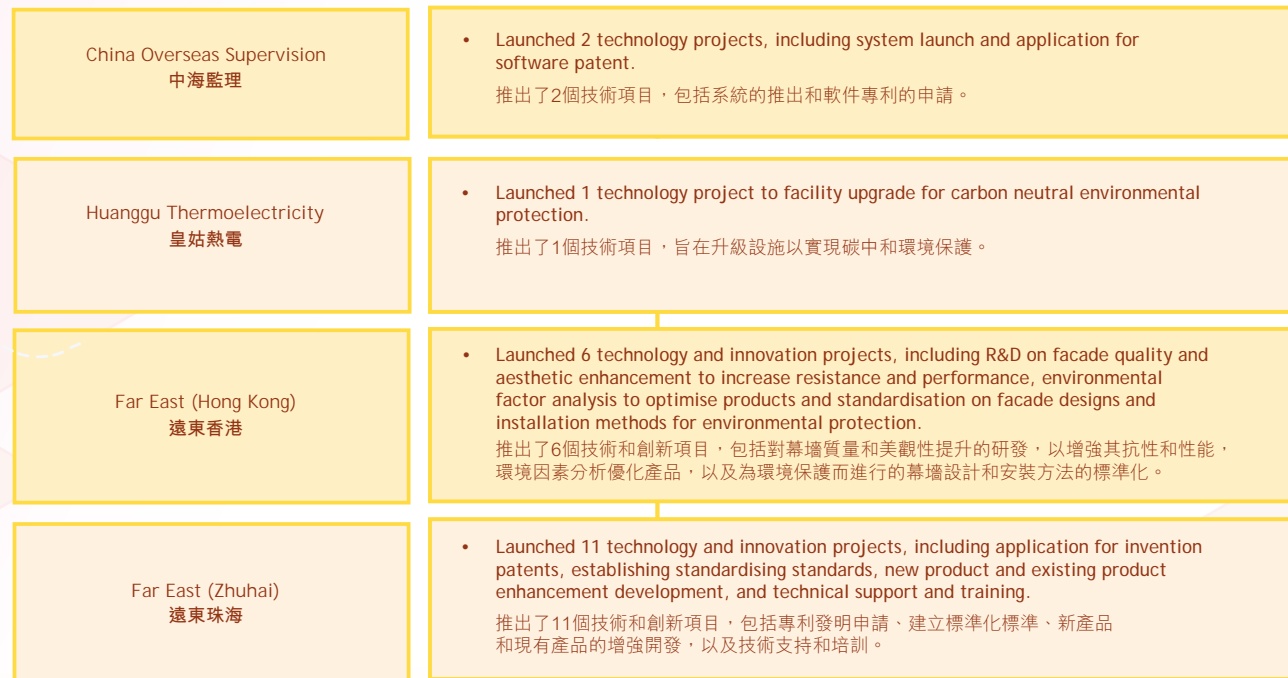 China Overseas Supervision
中海監理
• Launched 2 technology projects, including system launch and application for
software patent.
推出了2個技術項目，包括系統的推出和軟件專利的申請。
Huanggu Thermoelectricity
皇姑熱電
• Launched 1 technology project to facility upgrade for carbon neutral environmental
protection.
推出了1個技術項目，旨在升級設施以實現碳中和環境保護。
Far East (Hong Kong)
遠東香港
• Launched 6 technology and innovation projects, including R&D on facade quality and
aesthetic enhancement to increase resistance and performance, environmental
factor analysis to optimise products and standardisation on facade designs and
installation methods for environmental protection.
推出了6個技術和創新項目，包括對幕墻質量和美觀性提升的研發，以增強其抗性和性能，
環境因素分析優化產品，以及為環境保護而進行的幕墻設計和安裝方法的標準化。
Far East (Zhuhai)
遠東珠海
• Launched 11 technology and innovation projects, including application for invention
patents, establishing standardising standards, new product and existing product
enhancement development, and technical support and training.
推出了11個技術和創新項目，包括專利發明申請、建立標準化標準、新產品
和現有產品的增強開發，以及技術支持和培訓。